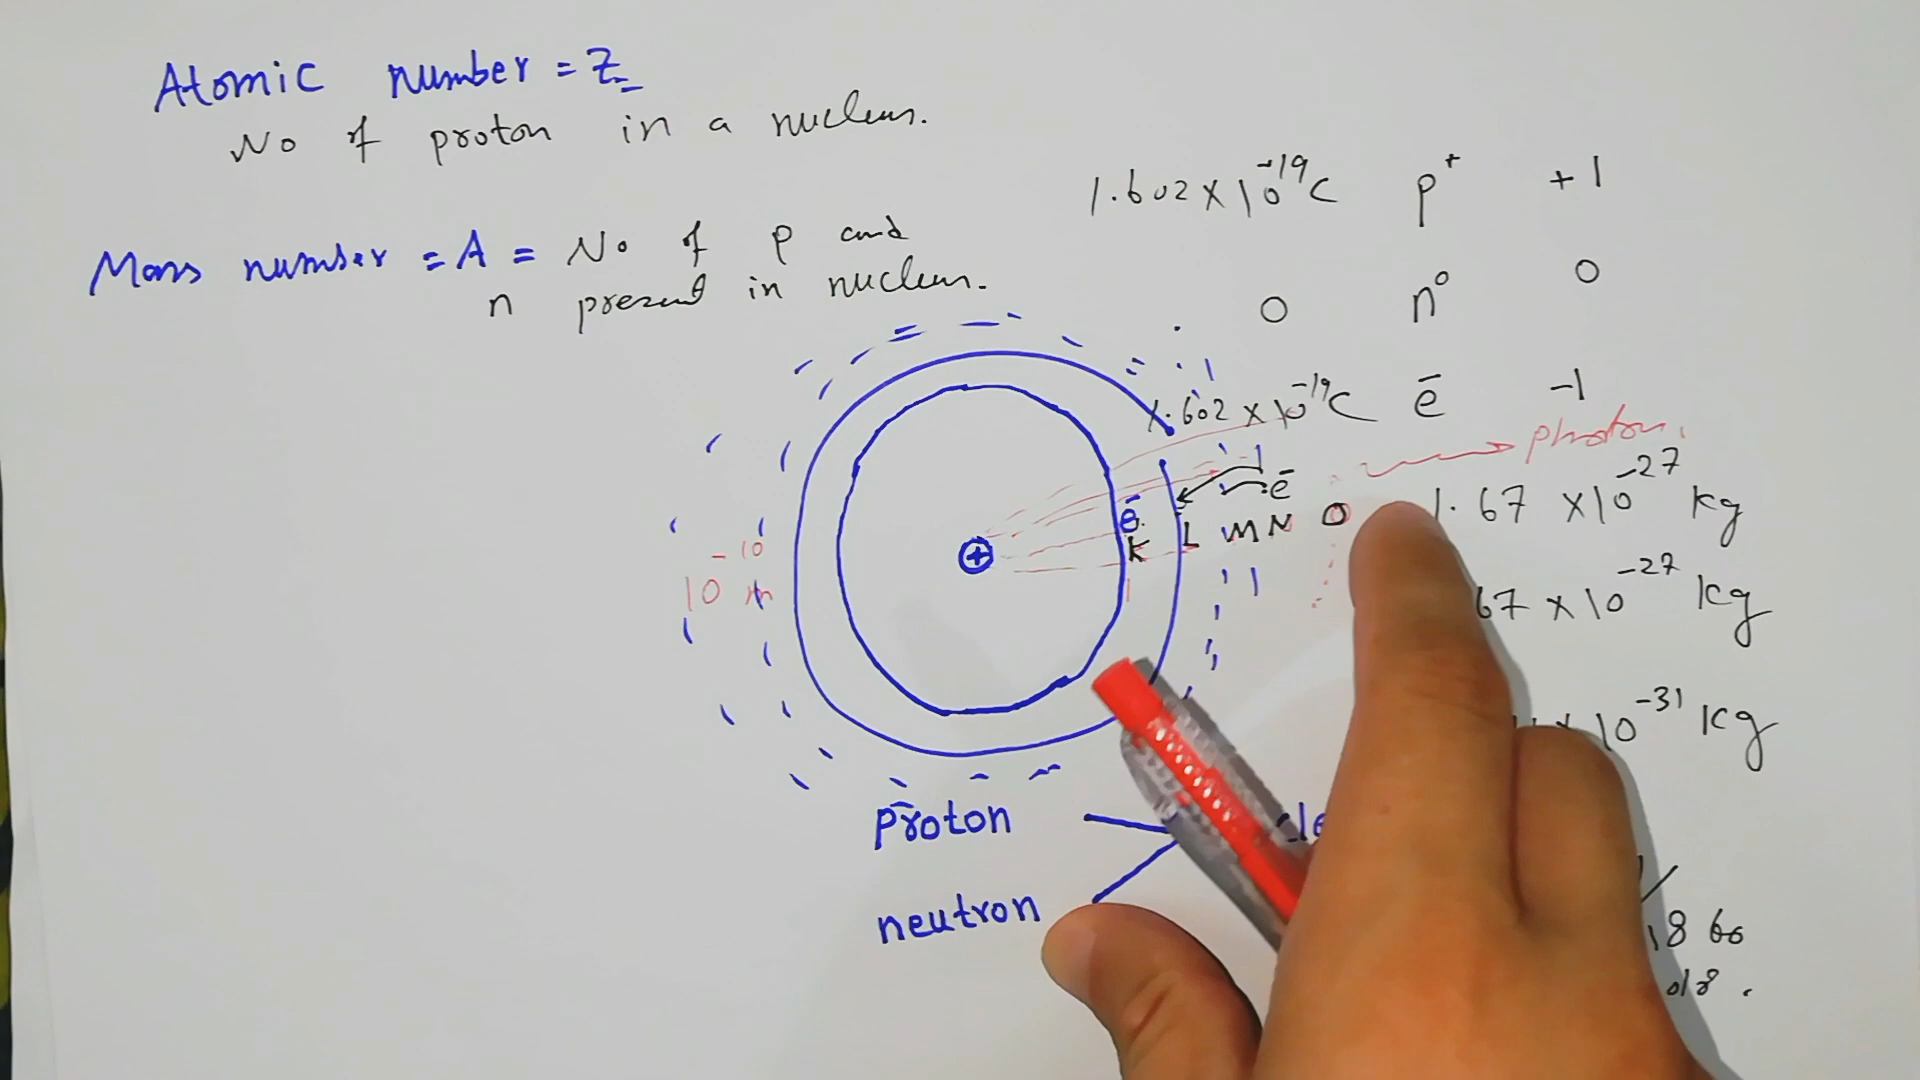 Atomic number = Z
No of proton in a nucleus.
Mass number = A = No of p and
n present in nucleus.
1.602 x 10^-19 C p^+ +1
0 n^0 0
1.602 x 10^-19 C e^- -1
photon.
e^-
e^-
K L M N O
+
10^-10 m
1.67 x 10^-27 kg
67 x 10^-27 kg
x 10^-31 kg
proton
neutron
1860